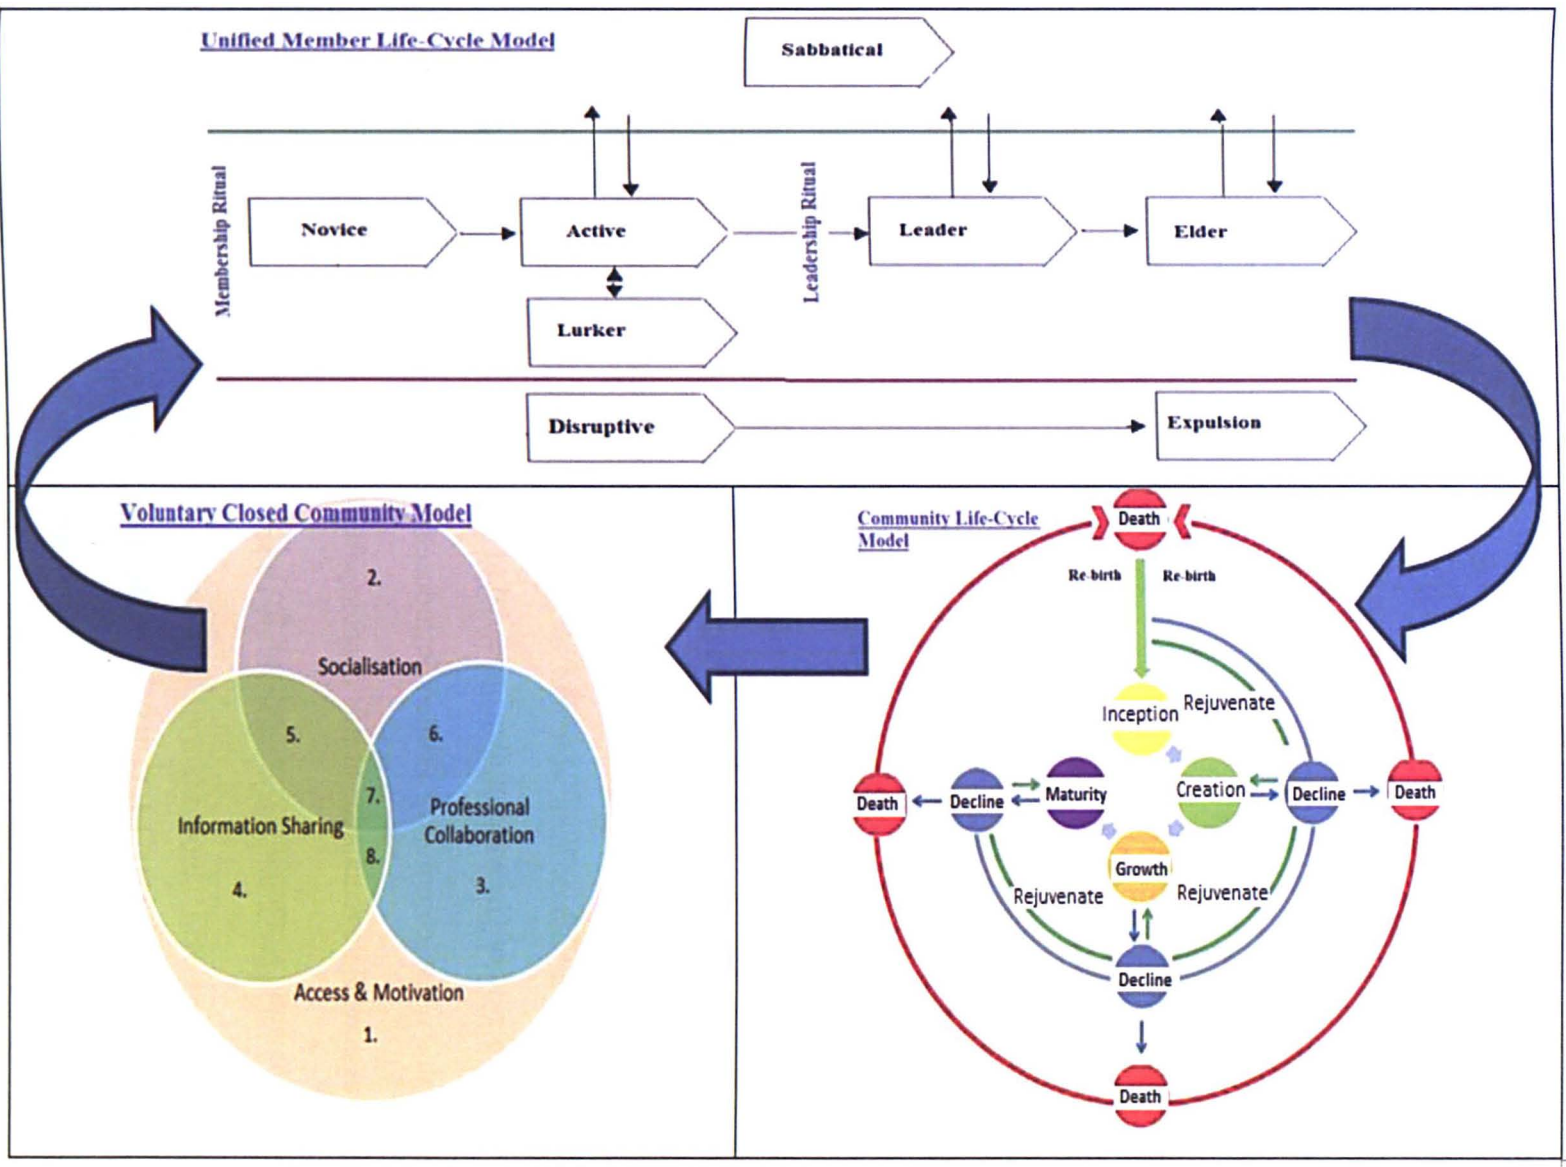 Unified Member Life-Cycle Model
Sabbatical
Membership Ritual
Novice
Active
Leadership Ritual
Leader
Elder
Lurker
Disruptive
Expulsion
Voluntary Closed Community Model
2.
Socialisation
5.
6.
7.
Information Sharing
Professional
Collaboration
8.
4.
3.
Access & Motivation
1.
Community Life-Cycle
Model
Death
Re-birth
Re-birth
Inception
Rejuvenate
Death
Decline
Maturity
Creation
Decline
Death
Growth
Rejuvenate
Rejuvenate
Decline
Death